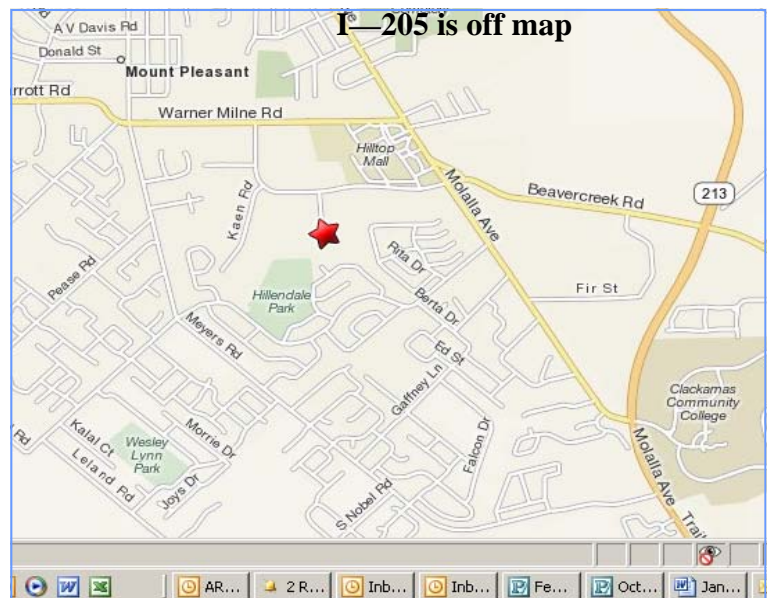 I—205 is off map
A V Davis Rd
Donald St
Mount Pleasant
Warner Milne Rd
Hilltop
Mall
Molalla Ave
Beavercreek Rd
213
Kaen Rd
Rita Dr
Pease Rd
Hillendale
Park
Berta Dr
Fir St
Meyers Rd
Ed St
Gaffney Ln
Clackamas
Community
College
Kalal Ct
Morrie Dr
Wesley
Lynn
Park
Leland Rd
Joys Dr
Falcon Dr
S Nobel Rd
Molalla Ave
AR...
2 R...
Inb...
Inb...
Fe...
Oct...
Jan...